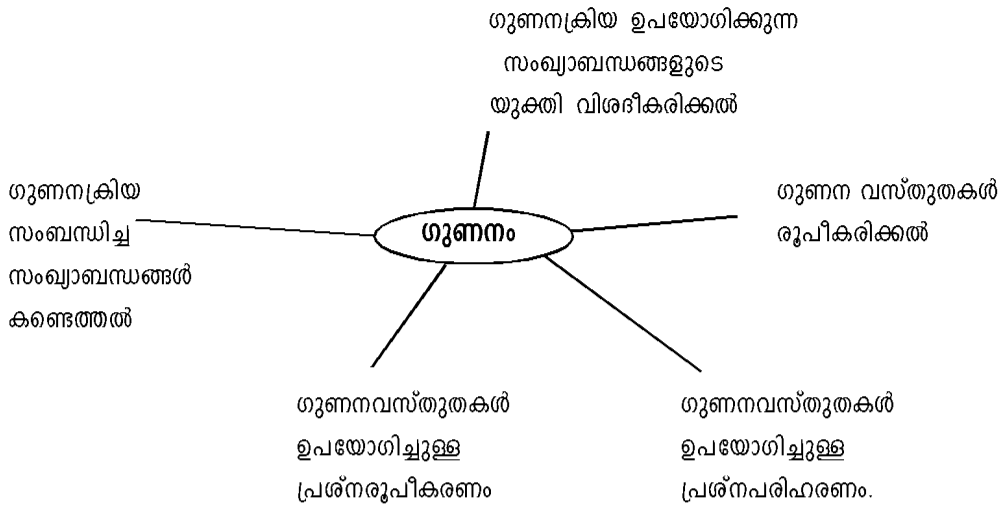 ഗുണനക്രിയ ഉപയോഗിക്കുന്ന
സംഖ്യാബന്ധങ്ങളുടെ
യുക്തി വിശദീകരിക്കൽ
ഗുണനക്രിയ
സംബന്ധിച്ച
സംഖ്യാബന്ധങ്ങൾ
കണ്ടെത്തൽ
ഗുണനം
ഗുണന വസ്തുതകൾ
രൂപീകരിക്കൽ
ഗുണനവസ്തുതകൾ
ഉപയോഗിച്ചുള്ള
പ്രശ്നരൂപീകരണം
ഗുണനവസ്തുതകൾ
ഉപയോഗിച്ചുള്ള
പ്രശ്നപരിഹരണം.